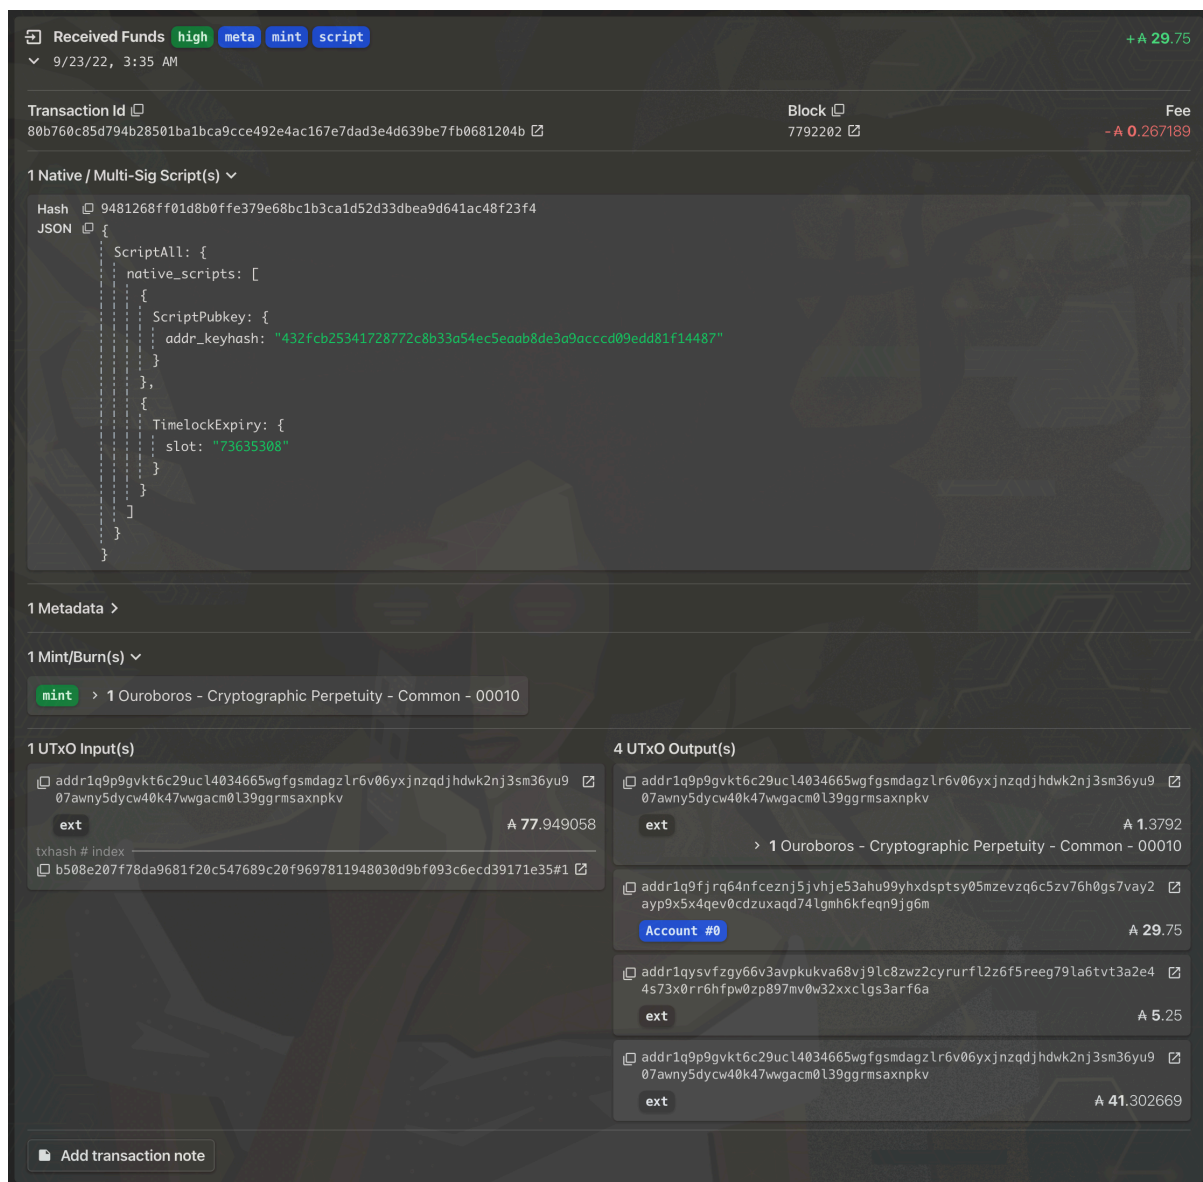 Received Funds high meta mint script
+₳ 29.75
9/23/22, 3:35 AM
Transaction Id
Block
Fee
80b760c85d794b28501ba1bca9cce492e4ac167e7dad3e4d639be7fb0681204b
7792202
-₳ 0.267189
1 Native / Multi-Sig Script(s)
Hash 9481268ff01d8b0ffe379e68bc1b3ca1d52d33dbea9d641ac48f23f4
JSON {
ScriptAll: {
native_scripts: [
{
ScriptPubkey: {
addr_keyhash: "432fcb25341728772c8b33a54ec5eaab8de3a9acccd09edd81f14487"
}
},
{
TimelockExpiry: {
slot: "73635308"
}
}
]
}
}
1 Metadata >
1 Mint/Burn(s)
mint > 1 Ouroboros - Cryptographic Perpetuity - Common - 00010
1 UTxO Input(s)
addr1q9p9gvkt6c29ucl4034665wgfgsmdagzlr6v06yxjnzqdjhdwk2nj3sm36yu9
07awny5dycw40k47wwgacm0l39ggrmsaxnpkv
ext
₳ 77.949058
txhash # index
b508e207f78da9681f20c547689c20f9697811948030d9bf093c6ecd39171e35#1
4 UTxO Output(s)
addr1q9p9gvkt6c29ucl4034665wgfgsmdagzlr6v06yxjnzqdjhdwk2nj3sm36yu9
07awny5dycw40k47wwgacm0l39ggrmsaxnpkv
ext
₳ 1.3792
> 1 Ouroboros - Cryptographic Perpetuity - Common - 00010
addr1q9fjrq64nfceznj5jvhje53ahu99yhxdsptsy05mzevzq6c5zv76h0gs7vay2
ayp9x5x4qev0cdzuxaqd74lgmh6kfeqn9jg6m
Account #0
₳ 29.75
addr1qysvfzgy66v3avpkukva68vj9lc8zwz2cyrurfl2z6f5reeg79la6tvt3a2e4
4s73x0rr6hfpw0zp897mv0w32xxclgs3arf6a
ext
₳ 5.25
addr1q9p9gvkt6c29ucl4034665wgfgsmdagzlr6v06yxjnzqdjhdwk2nj3sm36yu9
07awny5dycw40k47wwgacm0l39ggrmsaxnpkv
ext
₳ 41.302669
Add transaction note